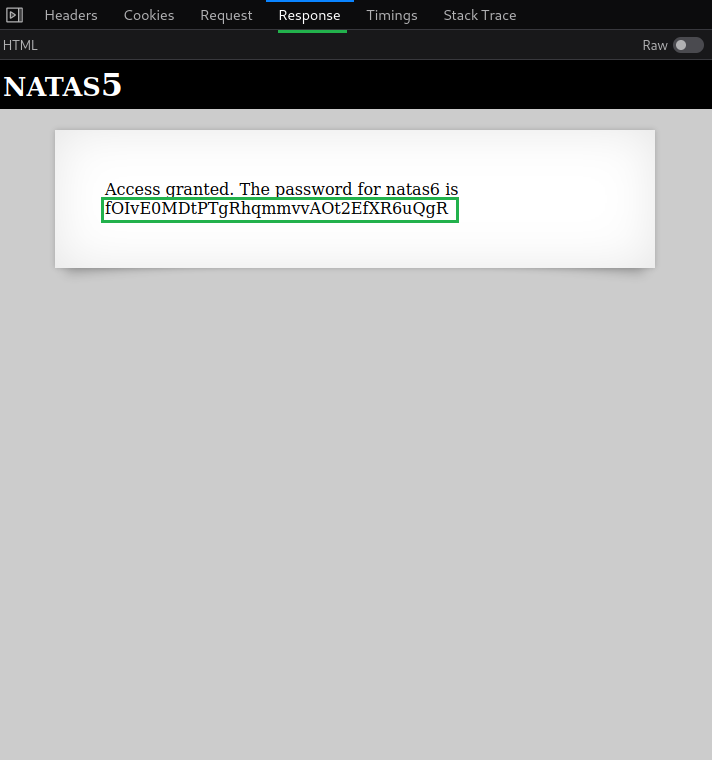 Headers Cookies Request Response Timings Stack Trace
HTML Raw
NATAS5
Access granted. The password for natas6 is
fOIvE0MDtPTgRhqmmvvAOt2EfXR6uQgR